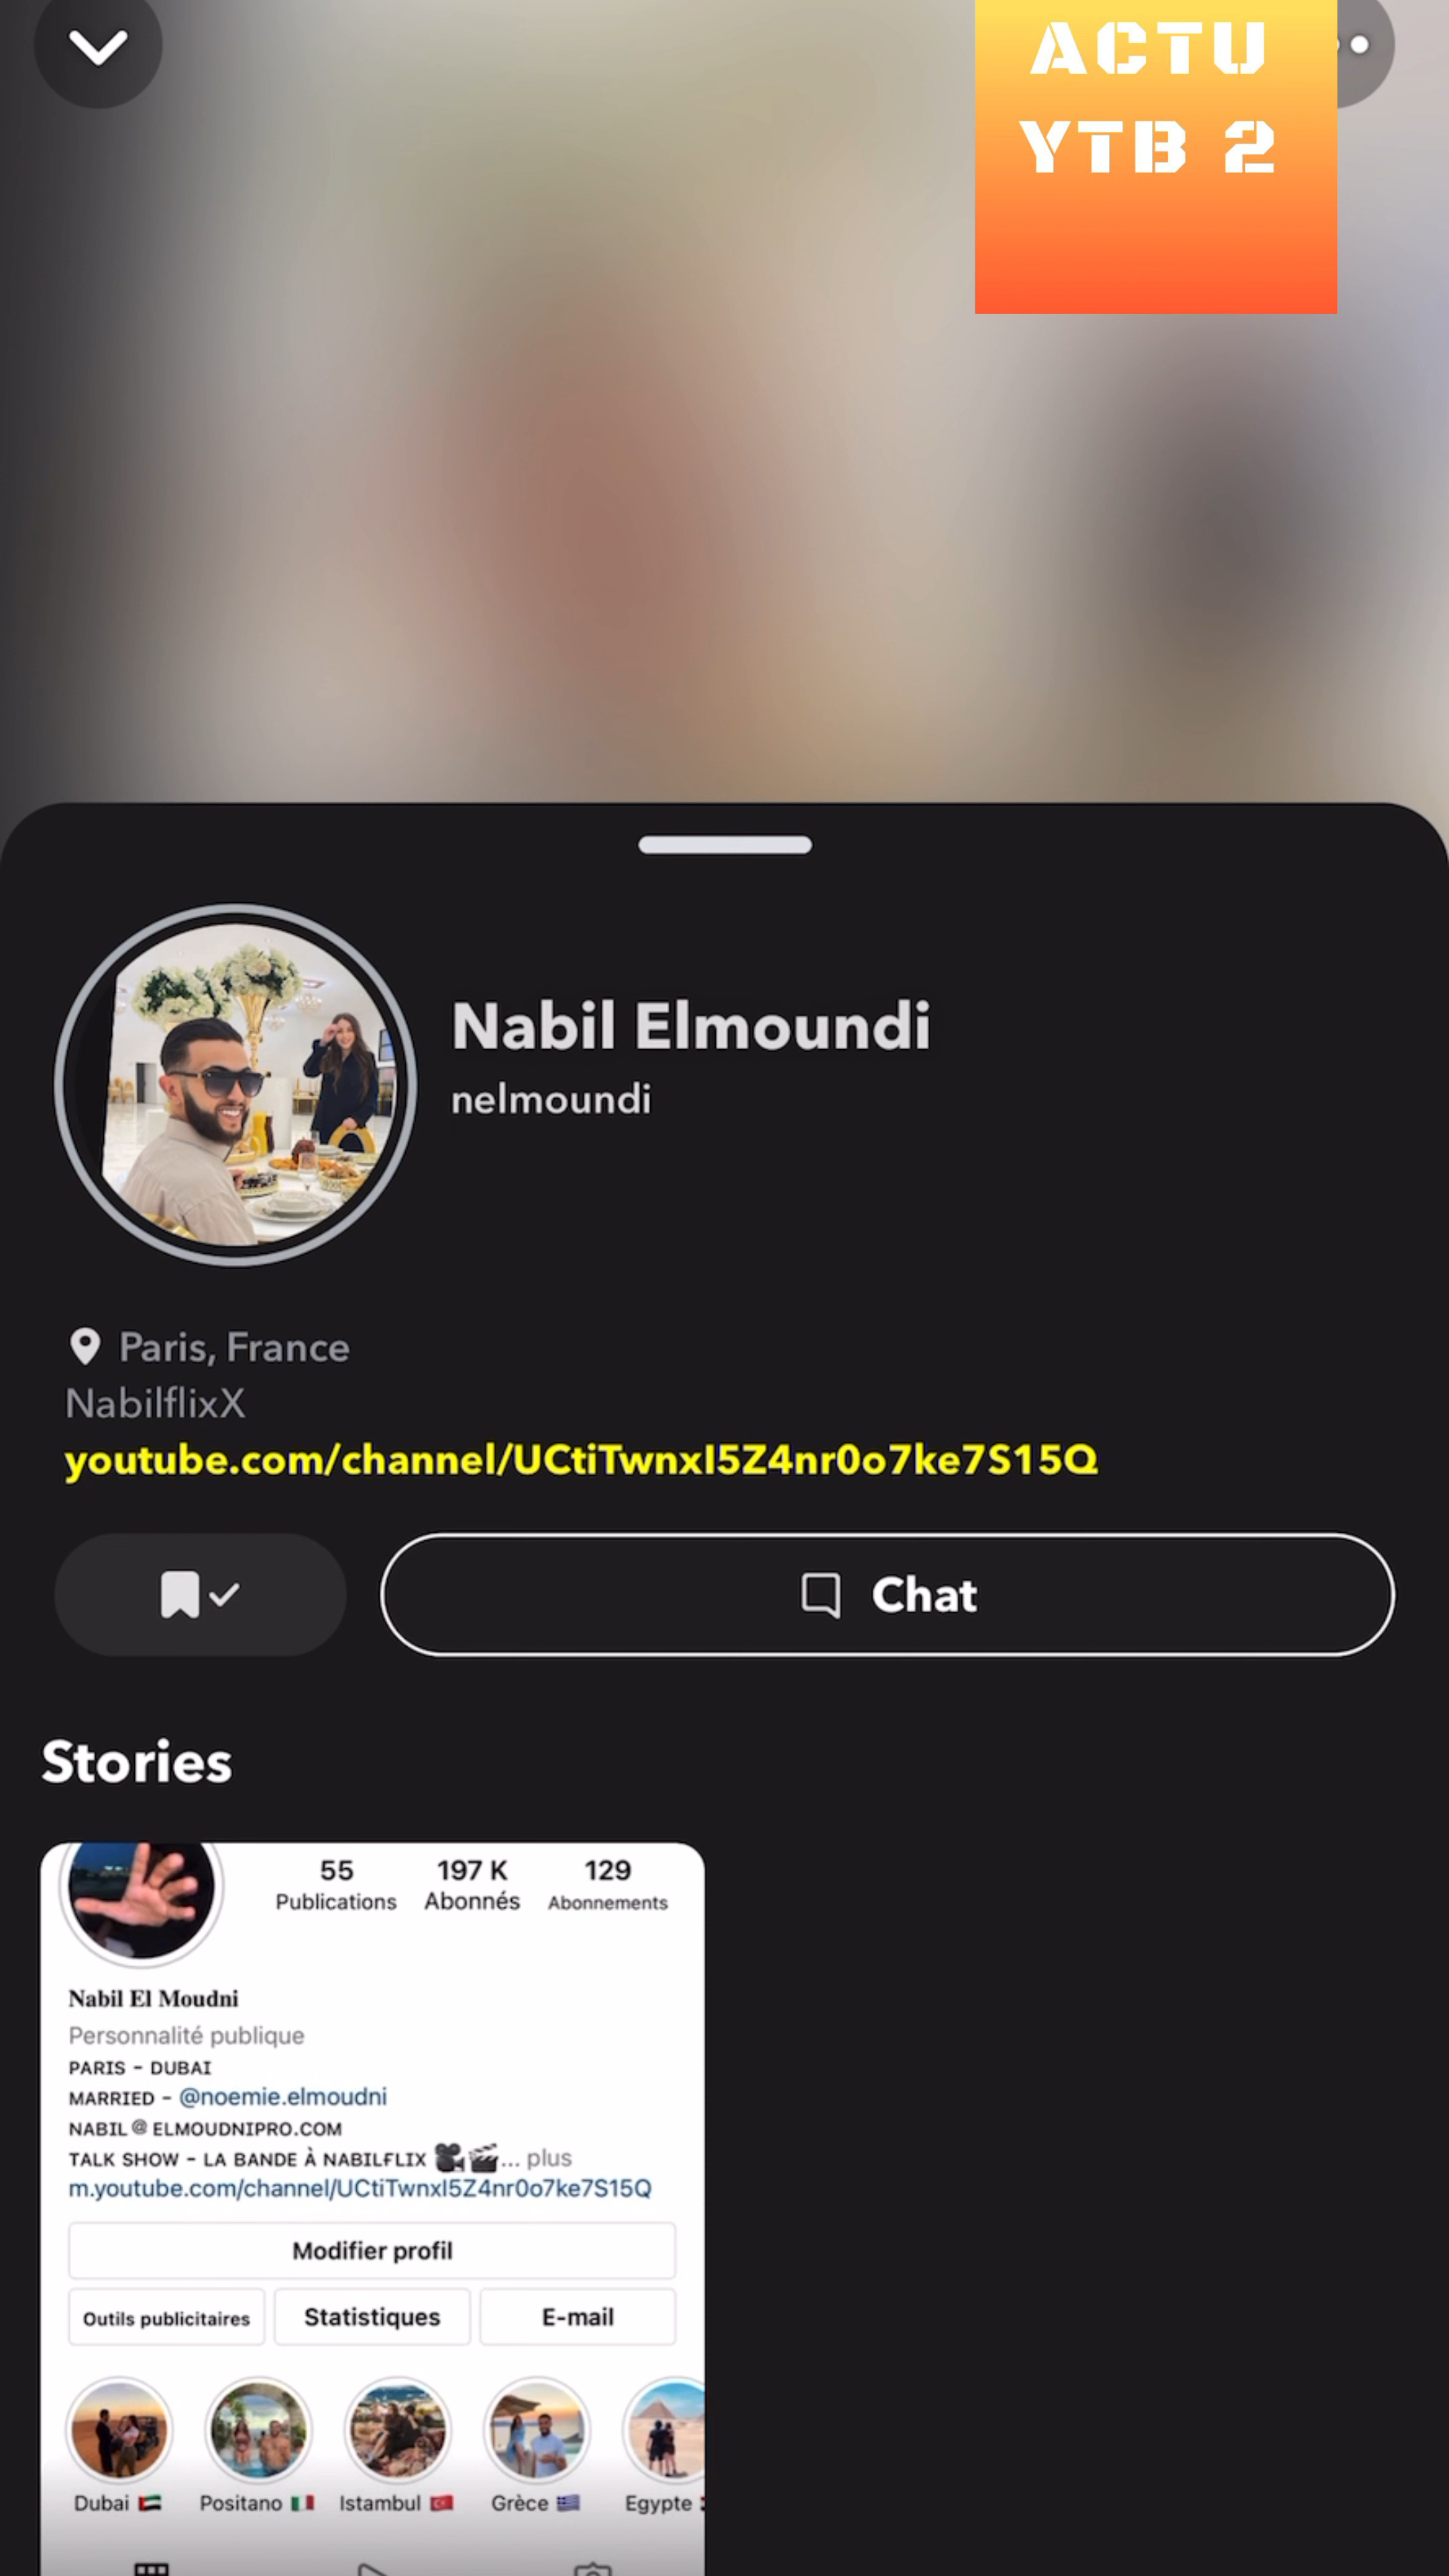 ACTU
YTB 2
Nabil Elmoundi
nelmoundi
Paris, France
NabilflixX
youtube.com/channel/UCtiTwnxI5Z4nr0o7ke7S15Q
Chat
Stories
55 197 K 129
Publications Abonnés Abonnements
Nabil El Moudni
Personnalité publique
PARIS - DUBAI
MARRIED - @noemie.elmoudni
NABIL@ELMOUDNIPRO.COM
TALK SHOW - LA BANDE À NABILFLIX 🎥🎬... plus
m.youtube.com/channel/UCtiTwnxI5Z4nr0o7ke7S15Q
Modifier profil
Outils publicitaires Statistiques E-mail
Dubai 🇦🇪 Positano 🇮🇹 Istambul 🇹🇷 Grèce 🇬🇷 Egypte